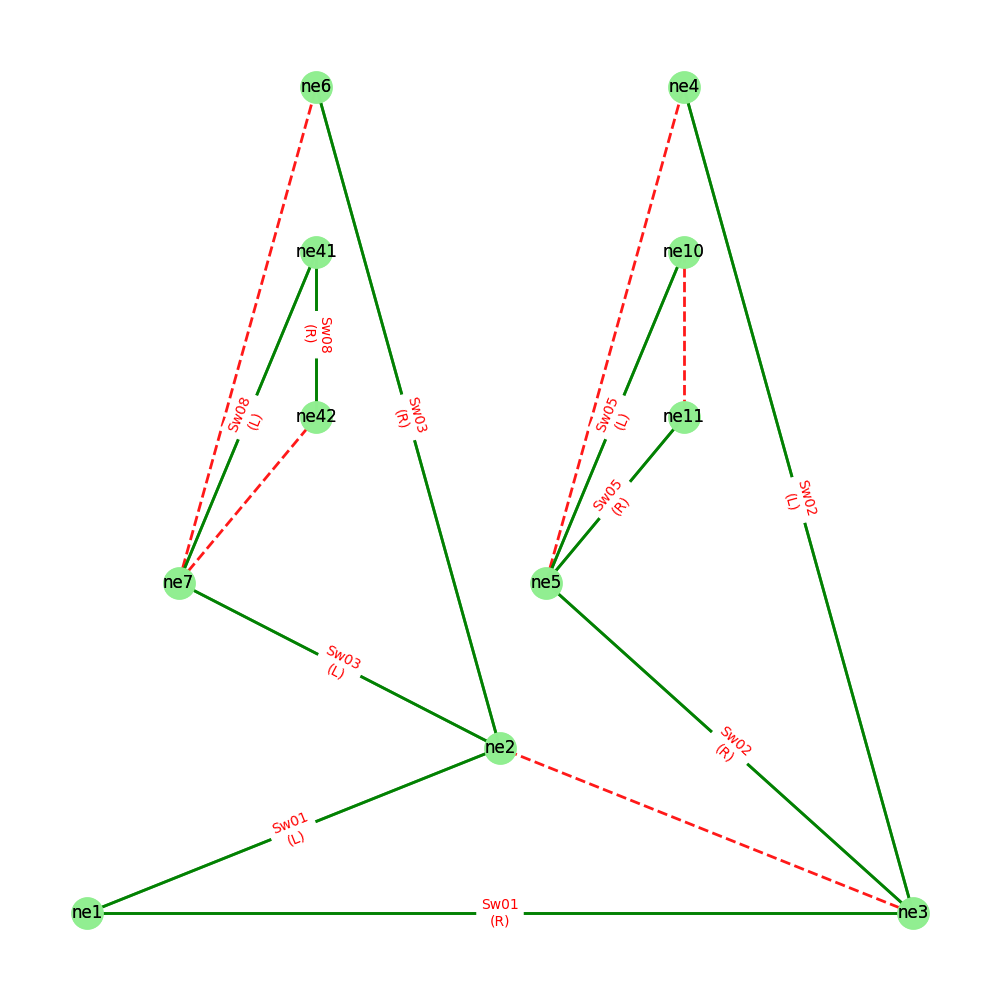 ne6
ne4
ne41
ne10
Sw08
(R)
Sw03
(R)
Sw08
(L)
Sw05
(L)
ne42
ne11
Sw05
(R)
Sw02
(L)
ne7
ne5
Sw03
(L)
Sw02
(R)
ne2
Sw01
(L)
ne1
Sw01
(R)
ne3